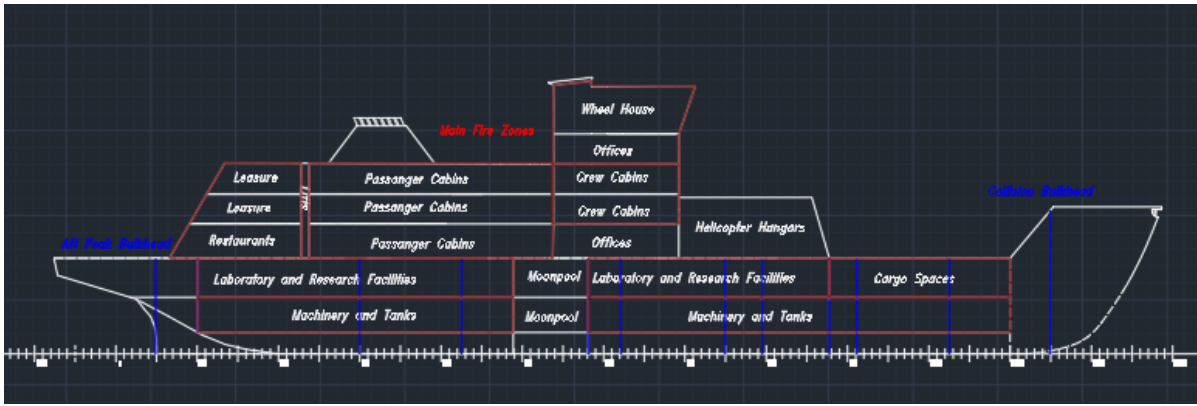 Wheel House
Main Fire Zones
Offices
Leasure
Passanger Cabins
Crew Cabins
Collision Bulkhead
Leasure
Passanger Cabins
Crew Cabins
Helicopter Hangars
Aft Peak Bulkhead
Restaurants
Passanger Cabins
Offices
Laboratory and Research Facilities
Moonpool
Laboratory and Research Facilities
Cargo Spaces
Machinery and Tanks
Moonpool
Machinery and Tanks